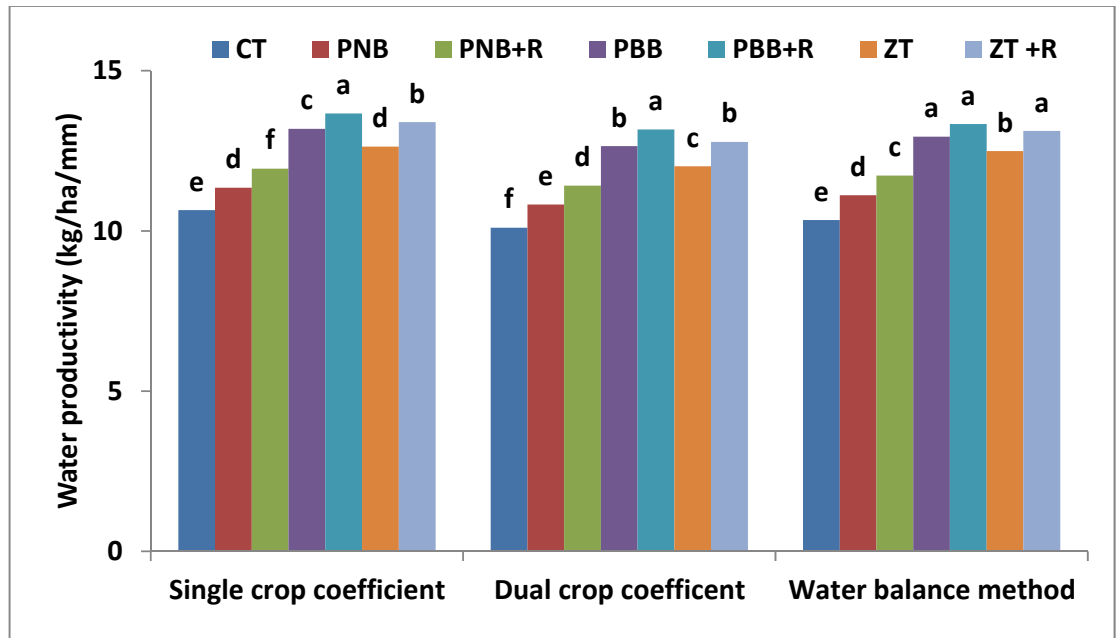 CT PNB PNB+R PBB PBB+R ZT ZT +R
Water productivity (kg/ha/mm)
15
10
5
0
e d f c a d b
f e d b a c b
e d c a a b a
Single crop coefficient Dual crop coefficent Water balance method